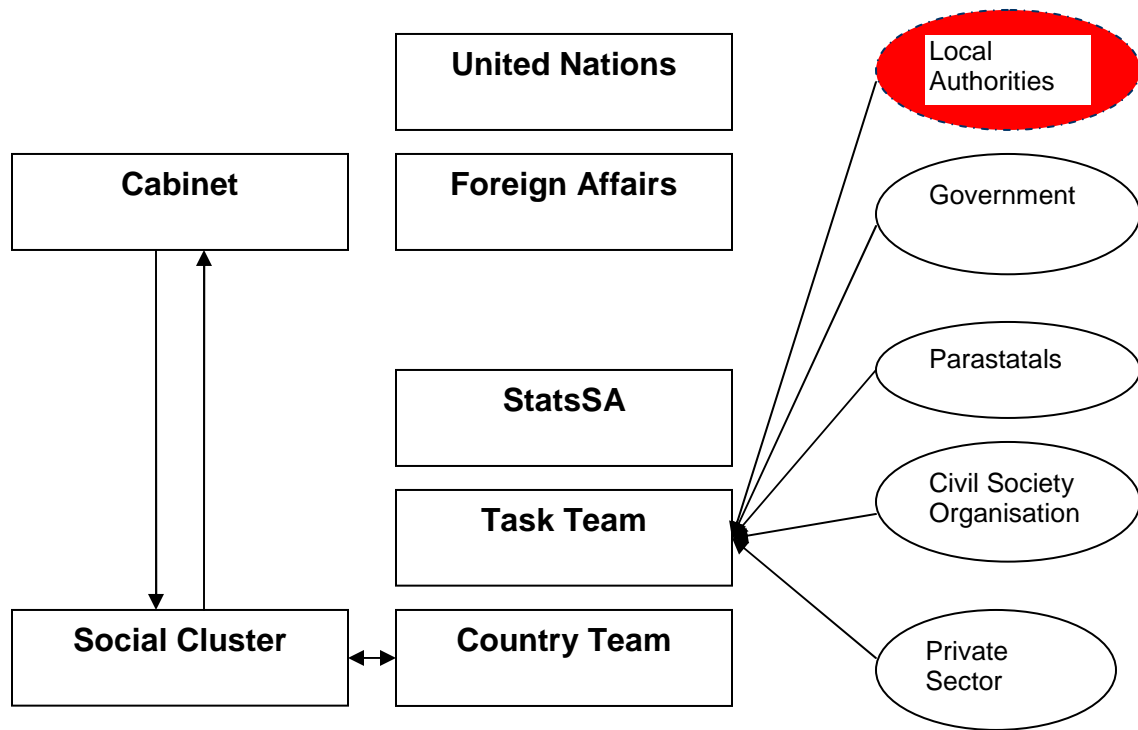 United Nations
Local
Authorities
Cabinet
Foreign Affairs
Government
StatsSA
Parastatals
Task Team
Civil Society
Organisation
Social Cluster
Country Team
Private
Sector